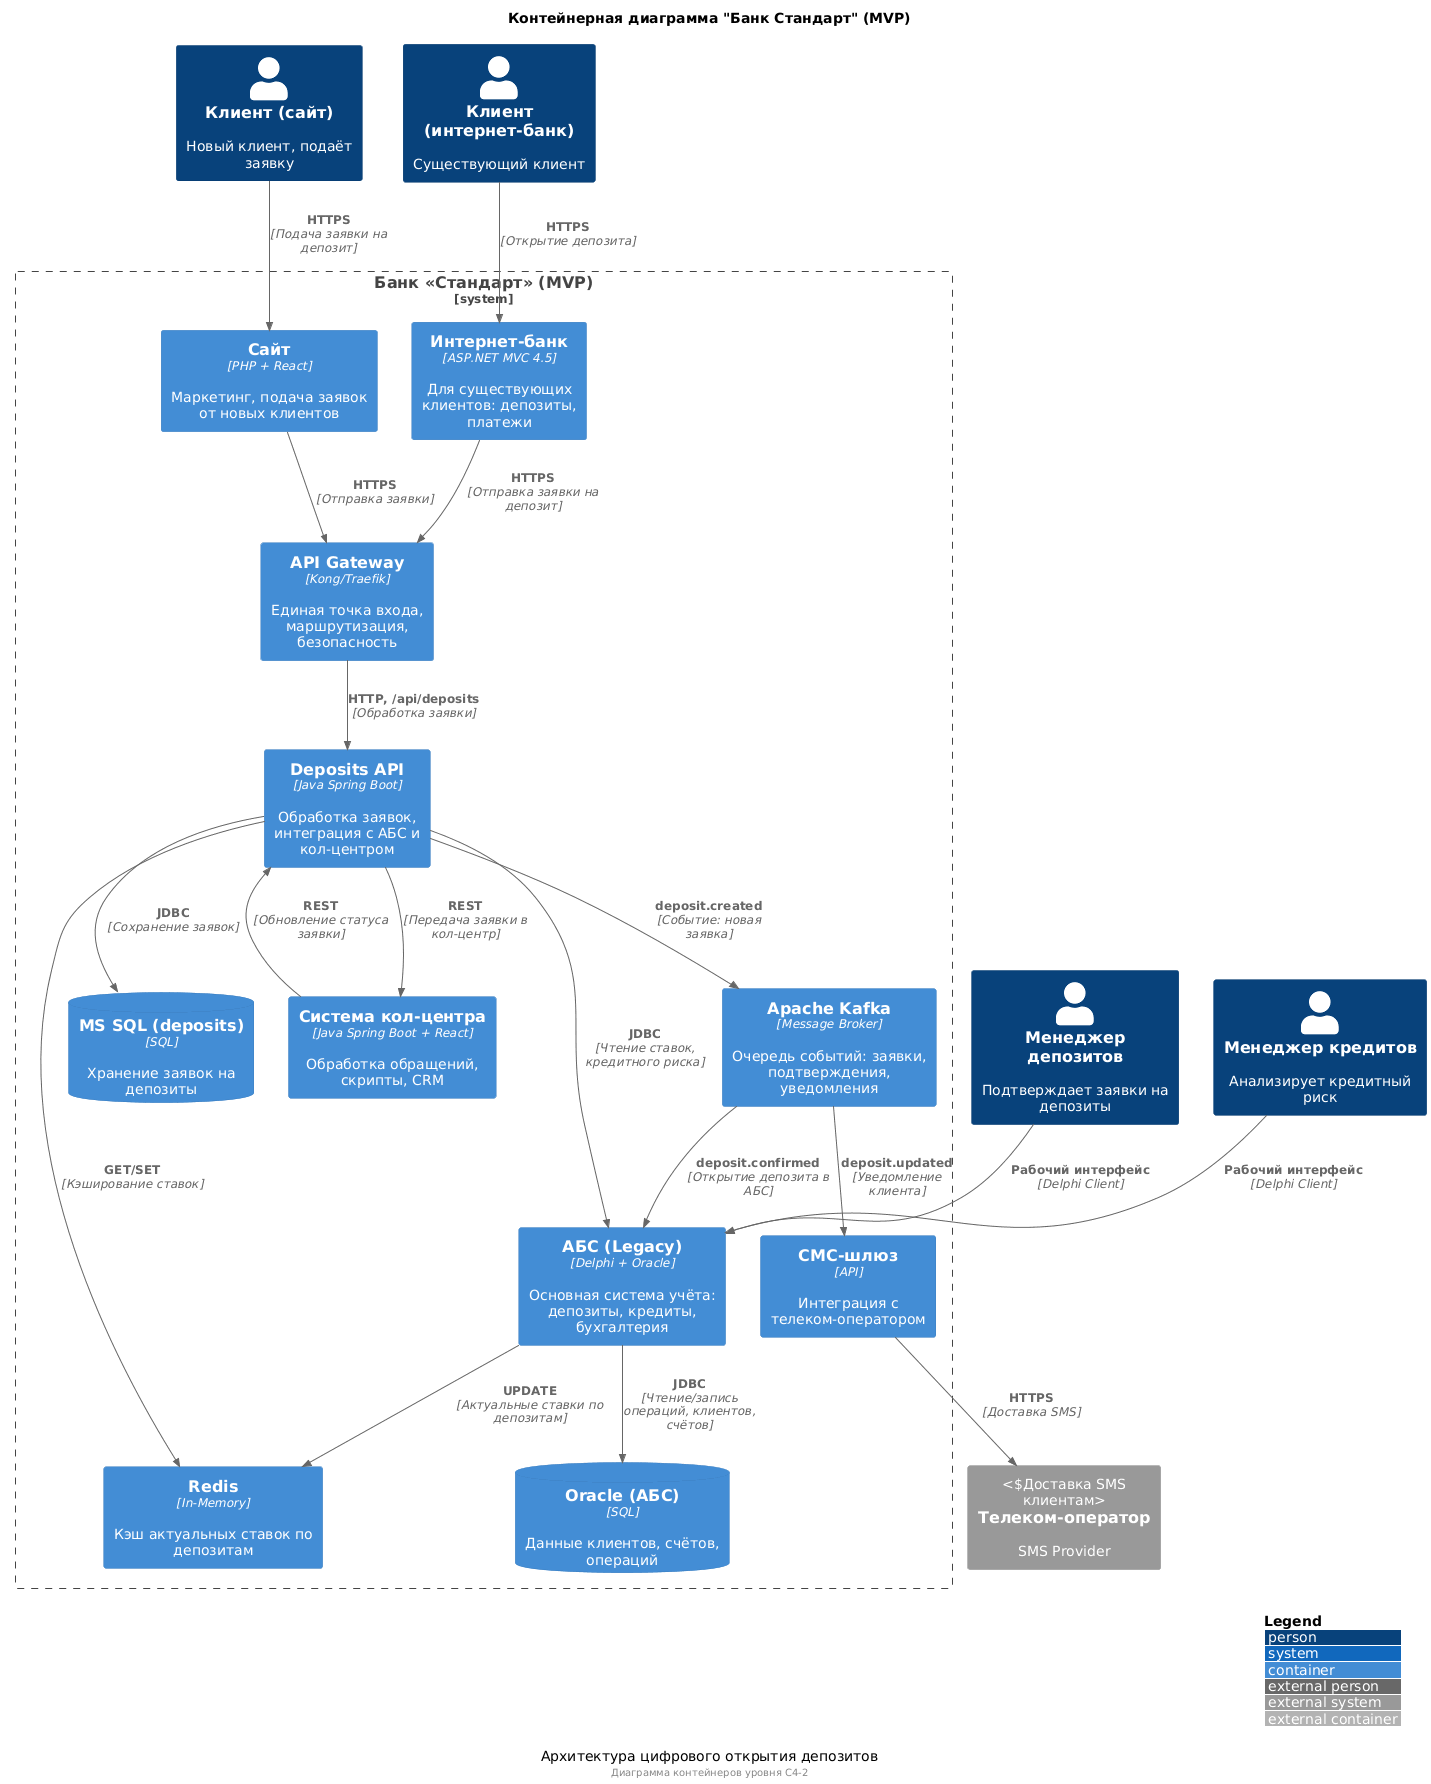 Контейнерная диаграмма "Банк Стандарт" (MVP)
Клиент (сайт)
Новый клиент, подаёт
заявку
Клиент
(интернет-банк)
Существующий клиент
HTTPS
[Подача заявки на
депозит]
HTTPS
[Открытие депозита]
Банк «Стандарт» (MVP)
[system]
Сайт
[PHP + React]
Маркетинг, подача заявок
от новых клиентов
Интернет-банк
[ASP.NET MVC 4.5]
Для существующих
клиентов: депозиты,
платежи
HTTPS
[Отправка заявки]
HTTPS
[Отправка заявки на
депозит]
API Gateway
[Kong/Traefik]
Единая точка входа,
маршрутизация,
безопасность
HTTP, /api/deposits
[Обработка заявки]
Deposits API
[Java Spring Boot]
Обработка заявок,
интеграция с АБС и
кол-центром
JDBC
[Сохранение заявок]
REST
[Обновление статуса
заявки]
REST
[Передача заявки в
кол-центр]
deposit.created
[Событие: новая
заявка]
MS SQL (deposits)
[SQL]
Хранение заявок на
депозиты
Система кол-центра
[Java Spring Boot + React]
Обработка обращений,
скрипты, CRM
JDBC
[Чтение ставок,
кредитного риска]
Apache Kafka
[Message Broker]
Очередь событий: заявки,
подтверждения,
уведомления
Менеджер
депозитов
Подтверждает заявки на
депозиты
Менеджер кредитов
Анализирует кредитный
риск
GET/SET
[Кэширование ставок]
deposit.confirmed
[Открытие депозита в
АБС]
deposit.updated
[Уведомление
клиента]
Рабочий интерфейс
[Delphi Client]
Рабочий интерфейс
[Delphi Client]
АБС (Legacy)
[Delphi + Oracle]
Основная система учёта:
депозиты, кредиты,
бухгалтерия
СМС-шлюз
[API]
Интеграция с
телеком-оператором
UPDATE
[Актуальные ставки по
депозитам]
JDBC
[Чтение/запись
операций, клиентов,
счётов]
HTTPS
[Доставка SMS]
Redis
[In-Memory]
Кэш актуальных ставок по
депозитам
Oracle (АБС)
[SQL]
Данные клиентов, счётов,
операций
<$Доставка SMS
клиентам>
Телеком-оператор
SMS Provider
Legend
person
system
container
external person
external system
external container
Архитектура цифрового открытия депозитов
Диаграмма контейнеров уровня C4-2